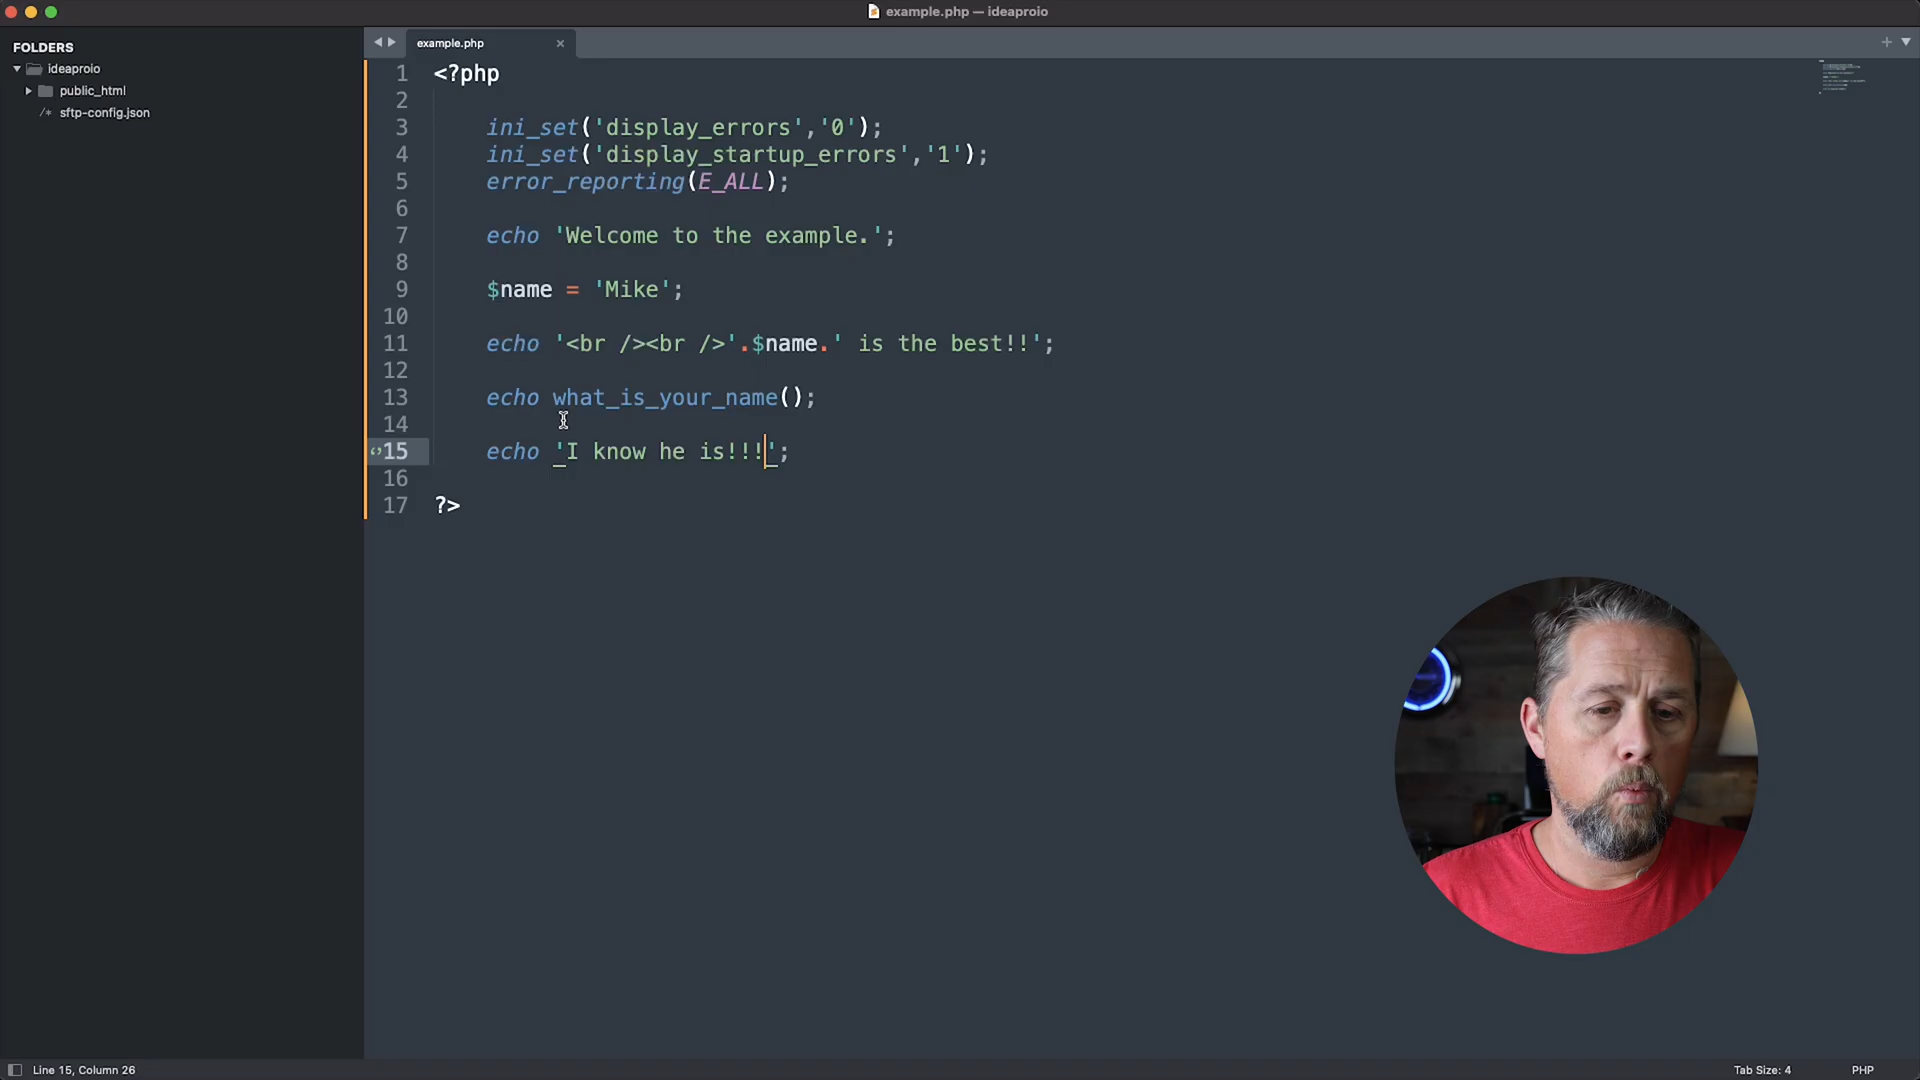 example.php — ideaproio
FOLDERS
ideaproio
public_html
/* sftp-config.json
example.php
1 <?php
2
3 ini_set('display_errors','0');
4 ini_set('display_startup_errors','1');
5 error_reporting(E_ALL);
6
7 echo 'Welcome to the example.';
8
9 $name = 'Mike';
10
11 echo '<br /><br />'.$name.' is the best!!';
12
13 echo what_is_your_name();
14
15 echo 'I know he is!!!';
16
17 ?>
Line 15, Column 26
Tab Size: 4
PHP